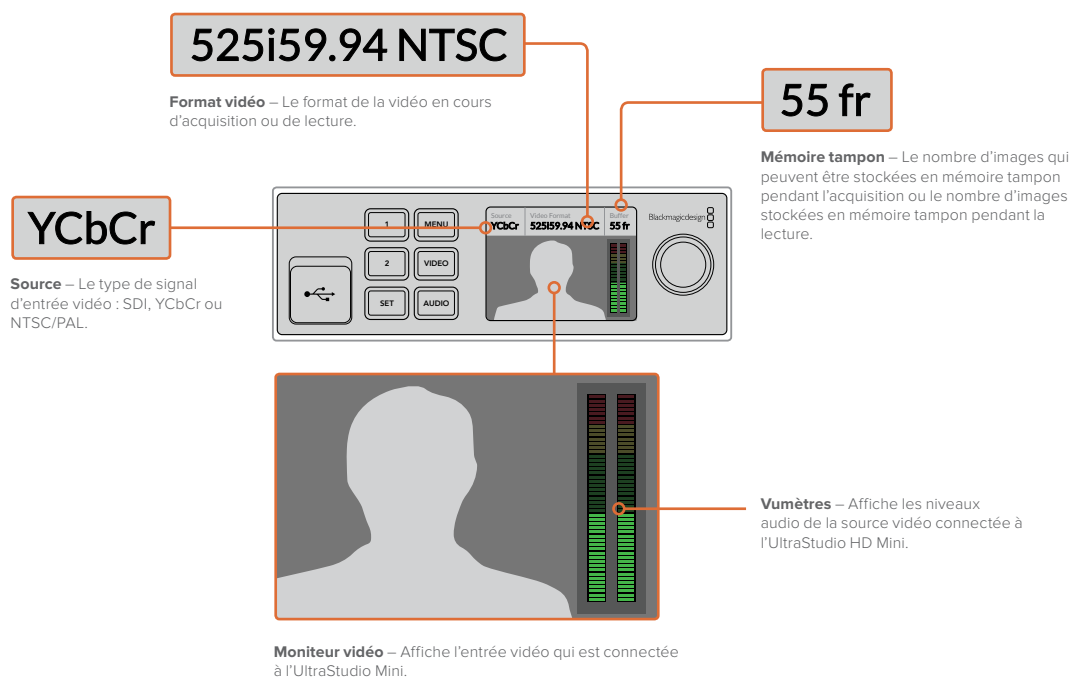 525i59.94 NTSC
Format vidéo – Le format de la vidéo en cours
d’acquisition ou de lecture.
55 fr
Mémoire tampon – Le nombre d’images qui
peuvent être stockées en mémoire tampon
pendant l’acquisition ou le nombre d’images
stockées en mémoire tampon pendant la
lecture.
YCbCr
Source – Le type de signal
d’entrée vidéo : SDI, YCbCr ou
NTSC/PAL.
1
MENU
2
VIDEO
SET
AUDIO
Source
Video Format
Buffer
YCbCr
525i59.94 NTSC
55 fr
Blackmagicdesign
Vumètres – Affiche les niveaux
audio de la source vidéo connectée à
l’UltraStudio HD Mini.
Moniteur vidéo – Affiche l’entrée vidéo qui est connectée
à l’UltraStudio Mini.